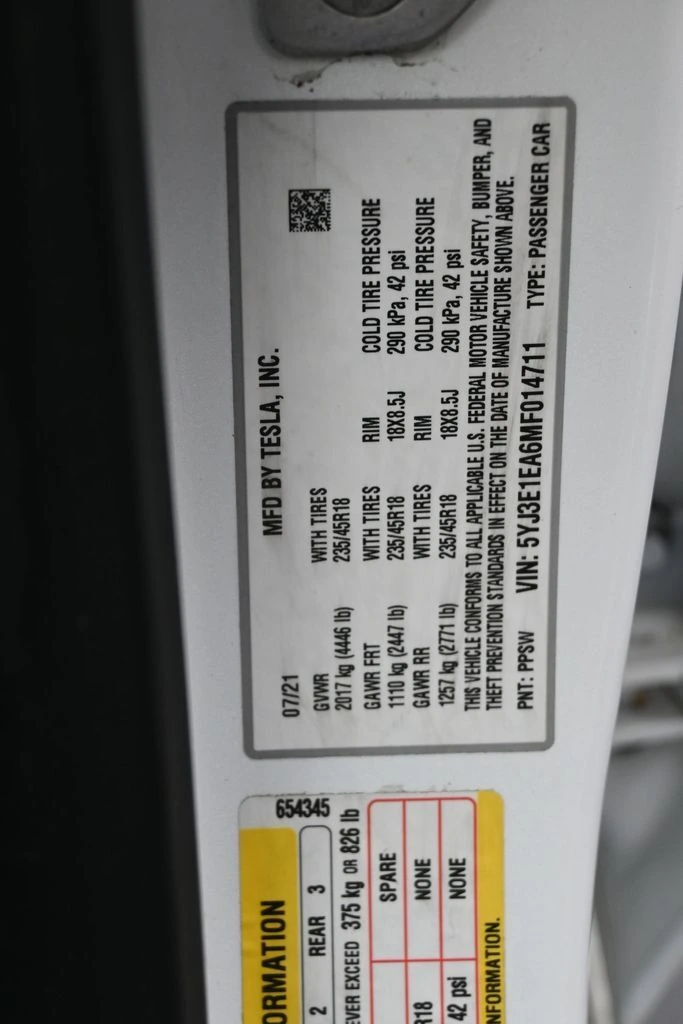 MFD BY TESLA, INC.
07/21
GVWR WITH TIRES
2017 kg (4446 lb) 235/45R18
GAWR FRT WITH TIRES RIM COLD TIRE PRESSURE
1110 kg (2447 lb) 235/45R18 18X8.5J 290 kPa, 42 psi
GAWR RR WITH TIRES RIM COLD TIRE PRESSURE
1257 kg (2771 lb) 235/45R18 18X8.5J 290 kPa, 42 psi
THIS VEHICLE CONFORMS TO ALL APPLICABLE U.S. FEDERAL MOTOR VEHICLE SAFETY, BUMPER, AND
THEFT PREVENTION STANDARDS IN EFFECT ON THE DATE OF MANUFACTURE SHOWN ABOVE.
PNT: PPSW VIN: 5YJ3E1EA6MF014711 TYPE: PASSENGER CAR
654345
ORMATION
2 REAR 3
EVER EXCEED 375 kg OR 826 lb
SPARE
R18 NONE
42 psi NONE
NFORMATION.